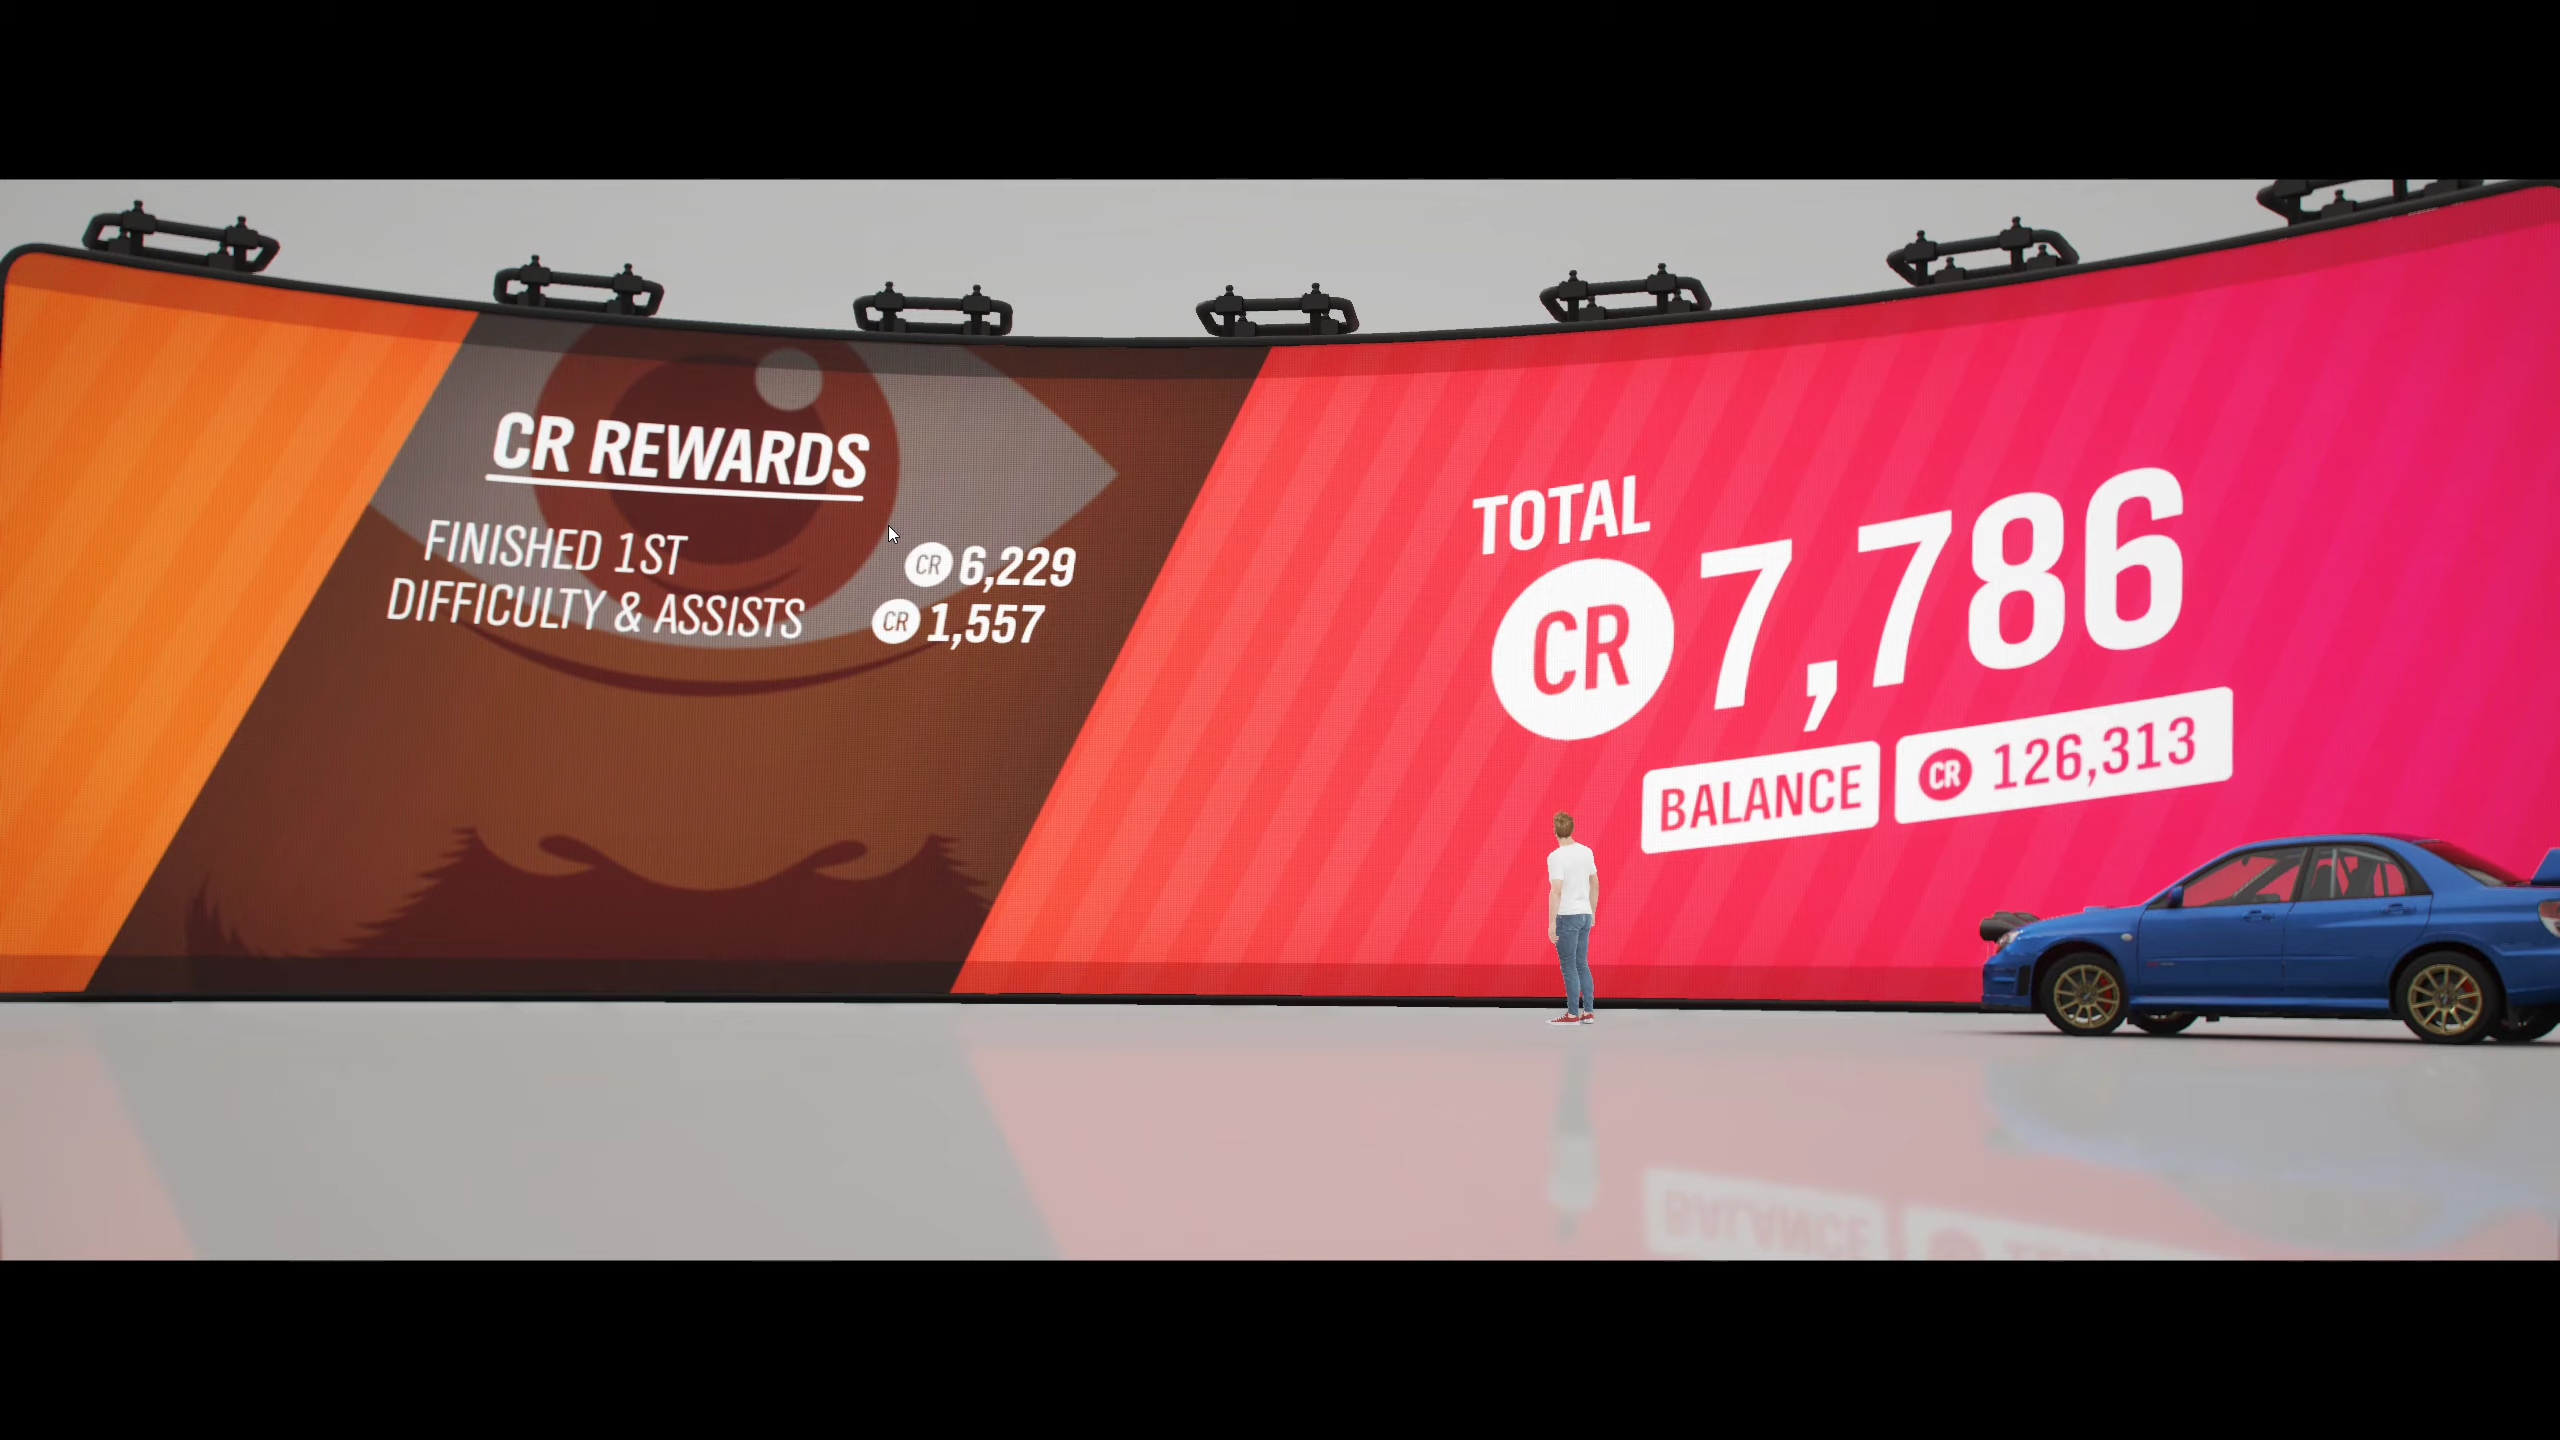 CR REWARDS
FINISHED 1ST CR 6,229
DIFFICULTY & ASSISTS CR 1,557
TOTAL
CR 7,786
BALANCE CR 126,313